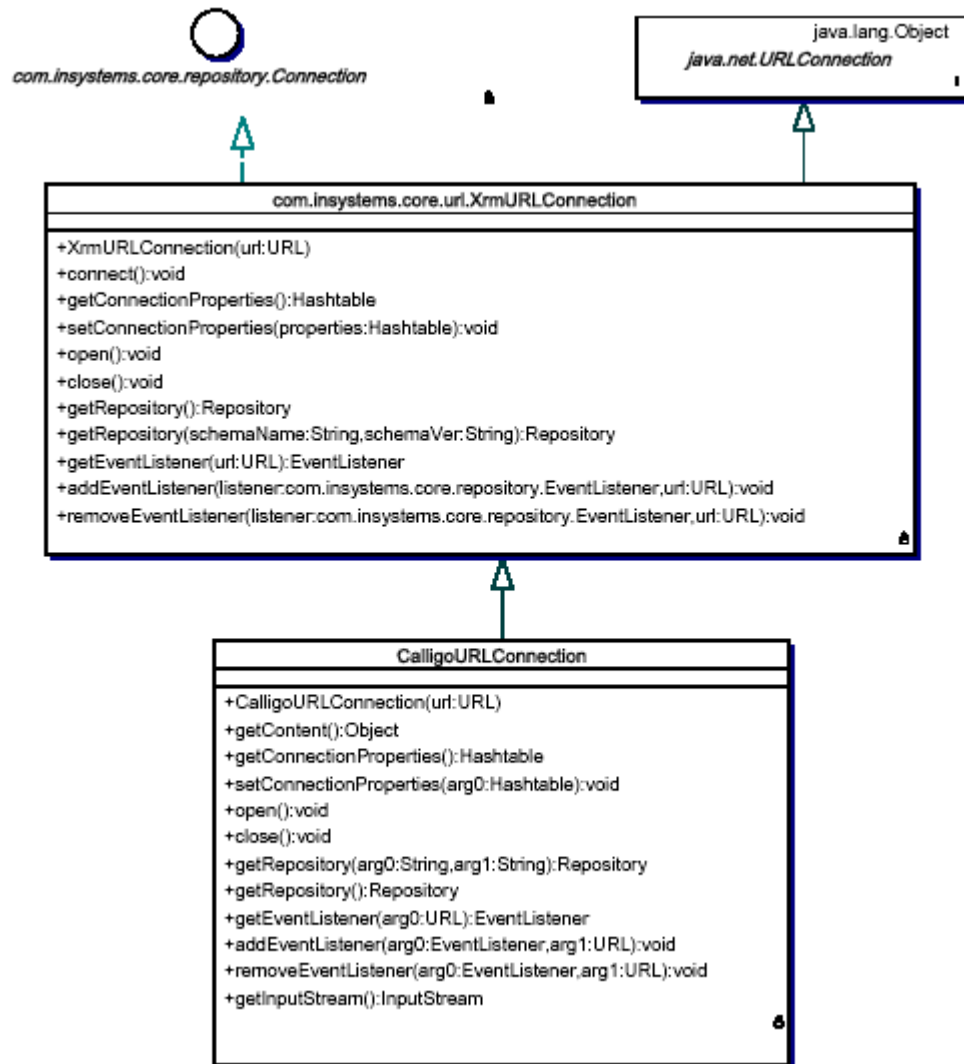 com.insystems.core.repository.Connection
java.lang.Object
java.net.URLConnection
com.insystems.core.url.XrmURLConnection
+XrmURLConnection(url:URL)
+connect():void
+getConnectionProperties():Hashtable
+setConnectionProperties(properties:Hashtable):void
+open():void
+close():void
+getRepository():Repository
+getRepository(schemaName:String,schemaVer:String):Repository
+getEventListener(url:URL):EventListener
+addEventListener(listener:com.insystems.core.repository.EventListener,url:URL):void
+removeEventListener(listener:com.insystems.core.repository.EventListener,url:URL):void
CalligoURLConnection
+CalligoURLConnection(url:URL)
+getContent():Object
+getConnectionProperties():Hashtable
+setConnectionProperties(arg0:Hashtable):void
+open():void
+close():void
+getRepository(arg0:String,arg1:String):Repository
+getRepository():Repository
+getEventListener(arg0:URL):EventListener
+addEventListener(arg0:EventListener,arg1:URL):void
+removeEventListener(arg0:EventListener,arg1:URL):void
+getInputStream():InputStream